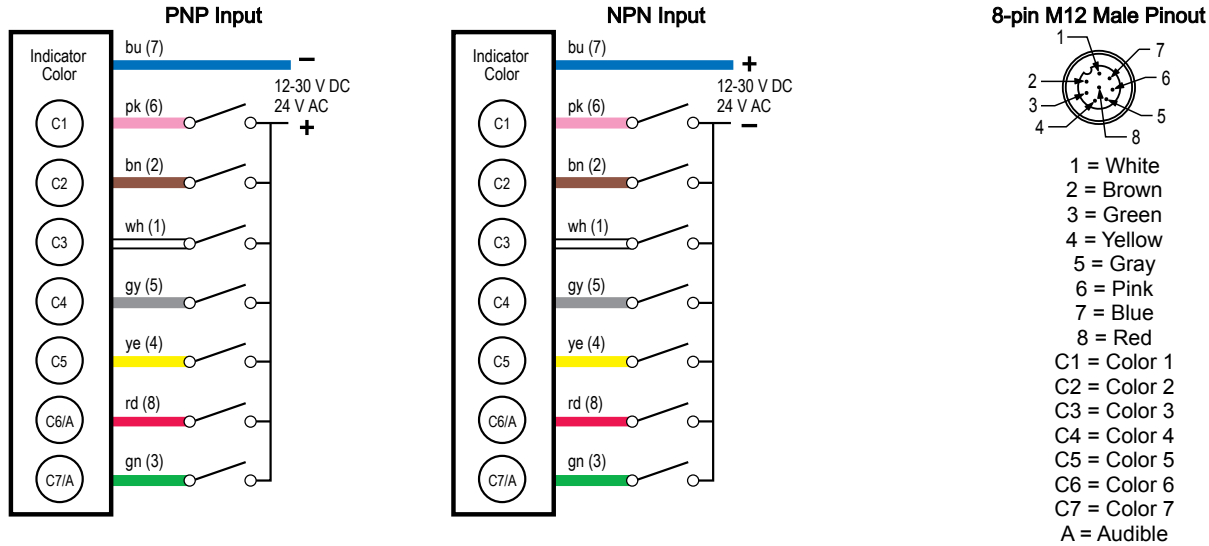 PNP Input
Indicator
Color
bu (7)
−
12-30 V DC
24 V AC
+
C1
pk (6)
C2
bn (2)
C3
wh (1)
C4
gy (5)
C5
ye (4)
C6/A
rd (8)
C7/A
gn (3)
NPN Input
Indicator
Color
bu (7)
+
12-30 V DC
24 V AC
−
C1
pk (6)
C2
bn (2)
C3
wh (1)
C4
gy (5)
C5
ye (4)
C6/A
rd (8)
C7/A
gn (3)
8-pin M12 Male Pinout
1
7
2
6
3
5
4
8
1 = White
2 = Brown
3 = Green
4 = Yellow
5 = Gray
6 = Pink
7 = Blue
8 = Red
C1 = Color 1
C2 = Color 2
C3 = Color 3
C4 = Color 4
C5 = Color 5
C6 = Color 6
C7 = Color 7
A = Audible